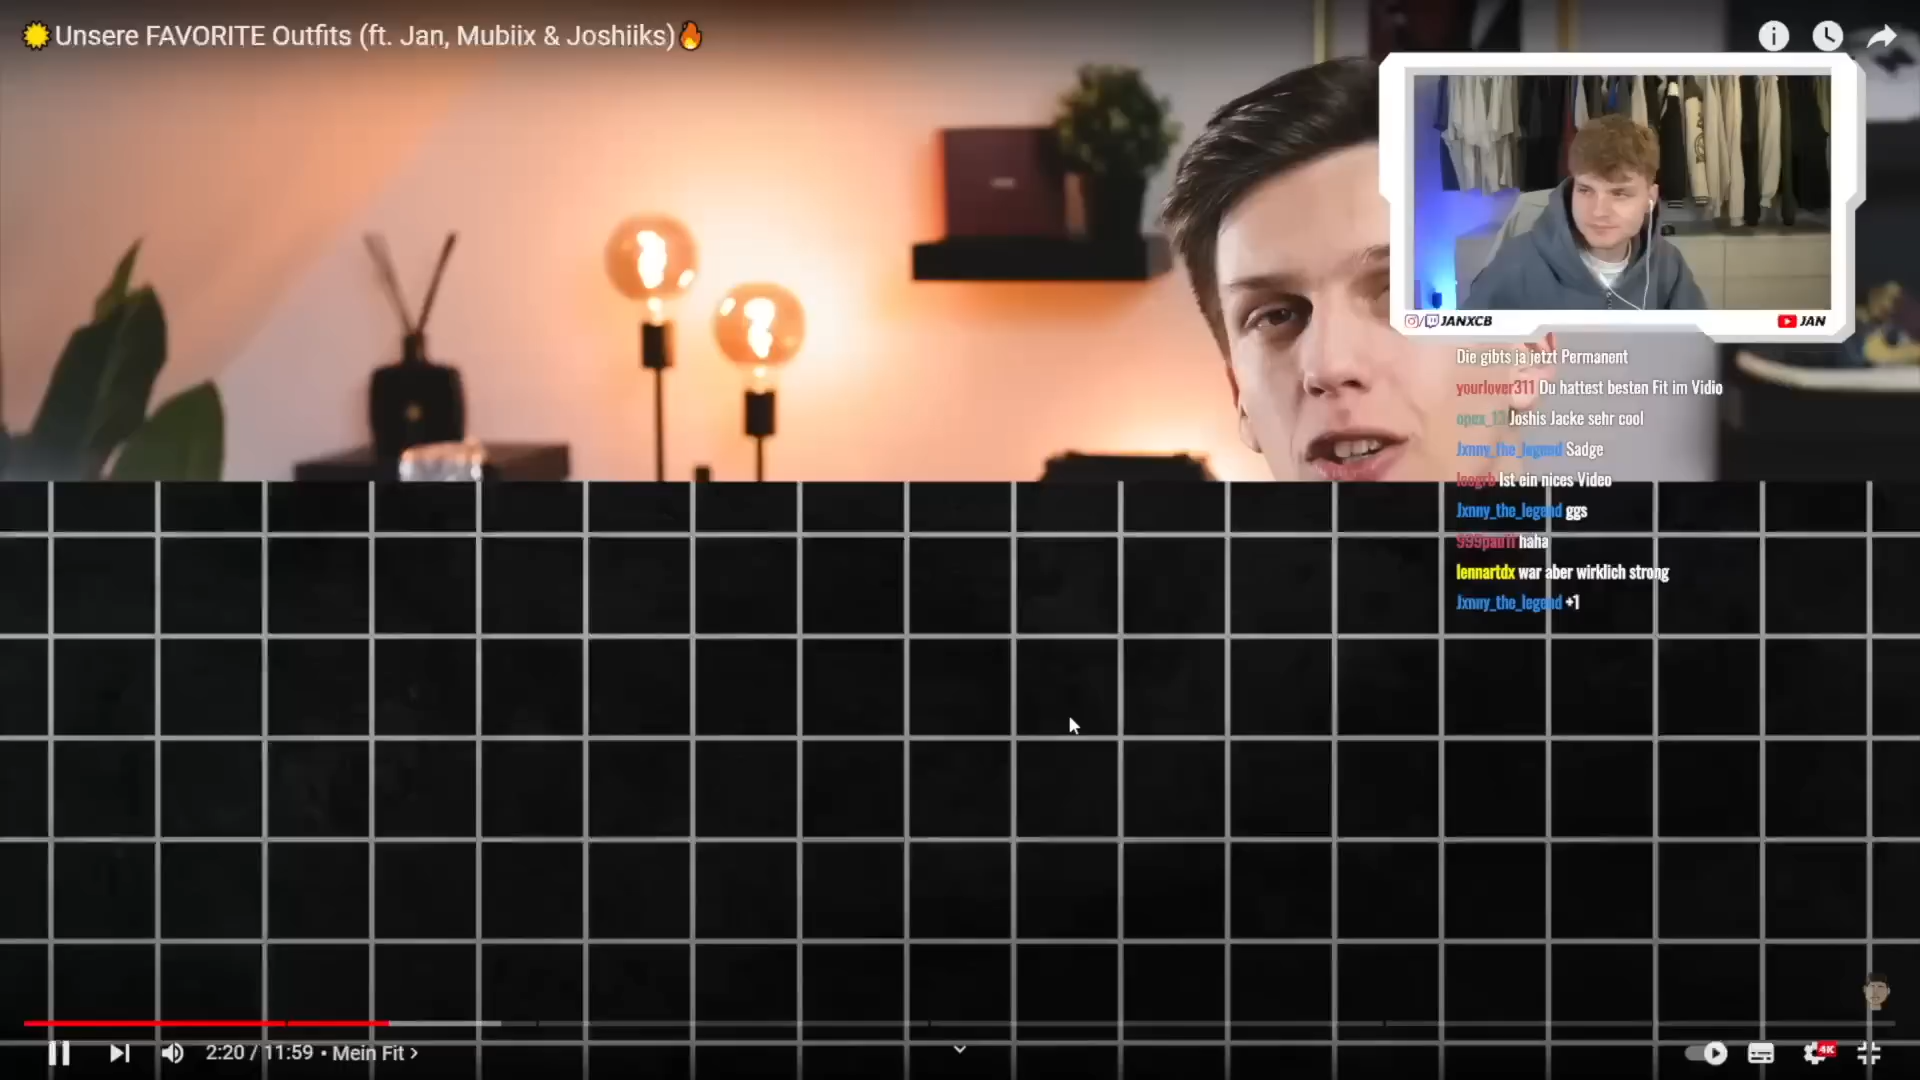 Unsere FAVORITE Outfits (ft. Jan, Mubiix & Joshiiks)
JANXCB
JAN
Die gibts ja jetzt Permanent
yourlover311 Du hattest besten Fit im Vidio
Joshis Jacke sehr cool
Jxnny_the_legend Sadge
Ist ein nices Video
Jxnny_the_legend ggs
haha
lennartdx war aber wirklich strong
Jxnny_the_legend +1
2:20 / 11:59 • Mein Fit ›
4K